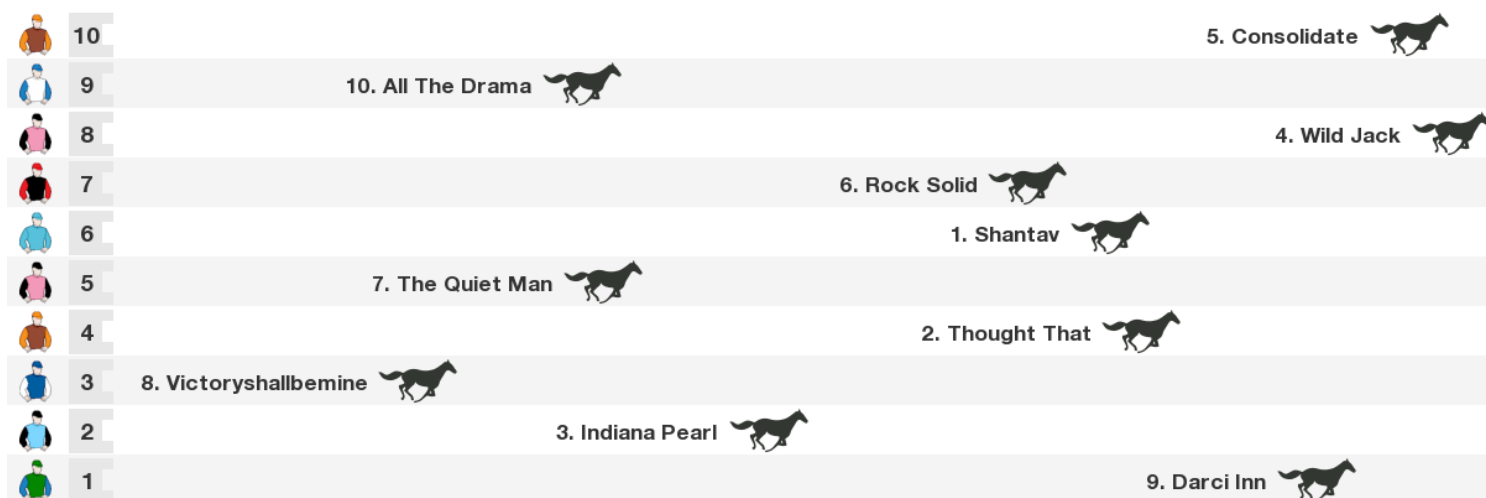 10 5. Consolidate
9 10. All The Drama
8 4. Wild Jack
7 6. Rock Solid
6 1. Shantav
5 7. The Quiet Man
4 2. Thought That
3 8. Victoryshallbemine
2 3. Indiana Pearl
1 9. Darci Inn